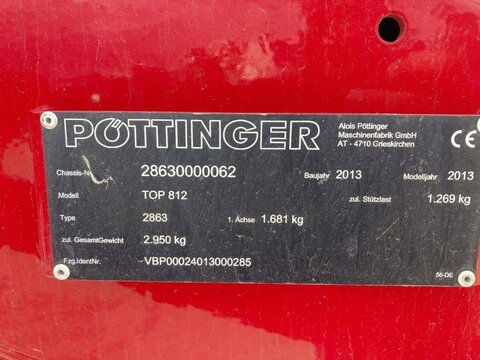 PÖTTINGER
Alois Pöttinger
Maschinenfabrik GmbH
AT - 4710 Grieskirchen
CE
Chassis-Nr. 28630000062 Baujahr 2013 Modelljahr 2013
Modell TOP 812 zul. Stützlast 1.269 kg
Type 2863 1. Achse 1.681 kg
zul. GesamtGewicht 2.950 kg
Fzg.IdentNr. VBP00024013000285
56-DE